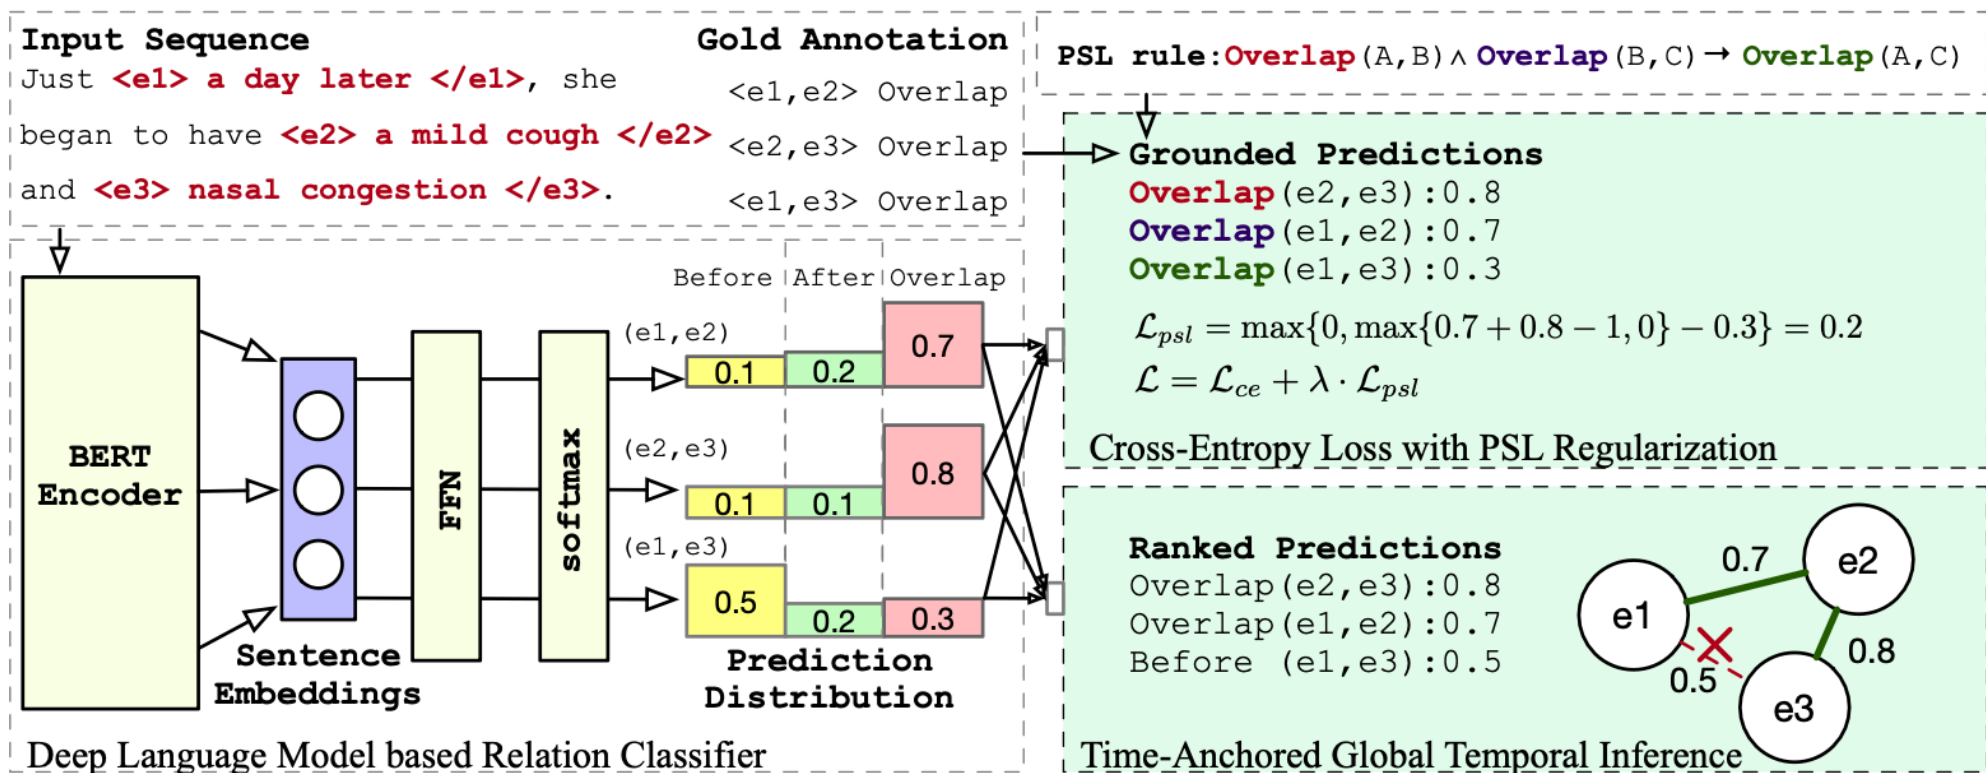 Input Sequence
Just <e1> a day later </e1>, she
began to have <e2> a mild cough </e2>
and <e3> nasal congestion </e3>.
Gold Annotation
<e1,e2> Overlap
<e2,e3> Overlap
<e1,e3> Overlap
PSL rule:Overlap(A,B)∧ Overlap(B,C)→ Overlap(A,C)
Grounded Predictions
Overlap(e2,e3):0.8
Overlap(e1,e2):0.7
Overlap(e1,e3):0.3
ℒpsl = max{0, max{0.7 + 0.8 − 1, 0} − 0.3} = 0.2
ℒ = ℒce + λ · ℒpsl
Cross-Entropy Loss with PSL Regularization
BERT
Encoder
Sentence
Embeddings
FFN
softmax
Before After Overlap
(e1,e2)
0.1 0.2 0.7
(e2,e3)
0.1 0.1 0.8
(e1,e3)
0.5 0.2 0.3
Prediction
Distribution
Deep Language Model based Relation Classifier
Ranked Predictions
Overlap(e2,e3):0.8
Overlap(e1,e2):0.7
Before (e1,e3):0.5
e1
0.7
e2
0.8
0.5
e3
Time-Anchored Global Temporal Inference